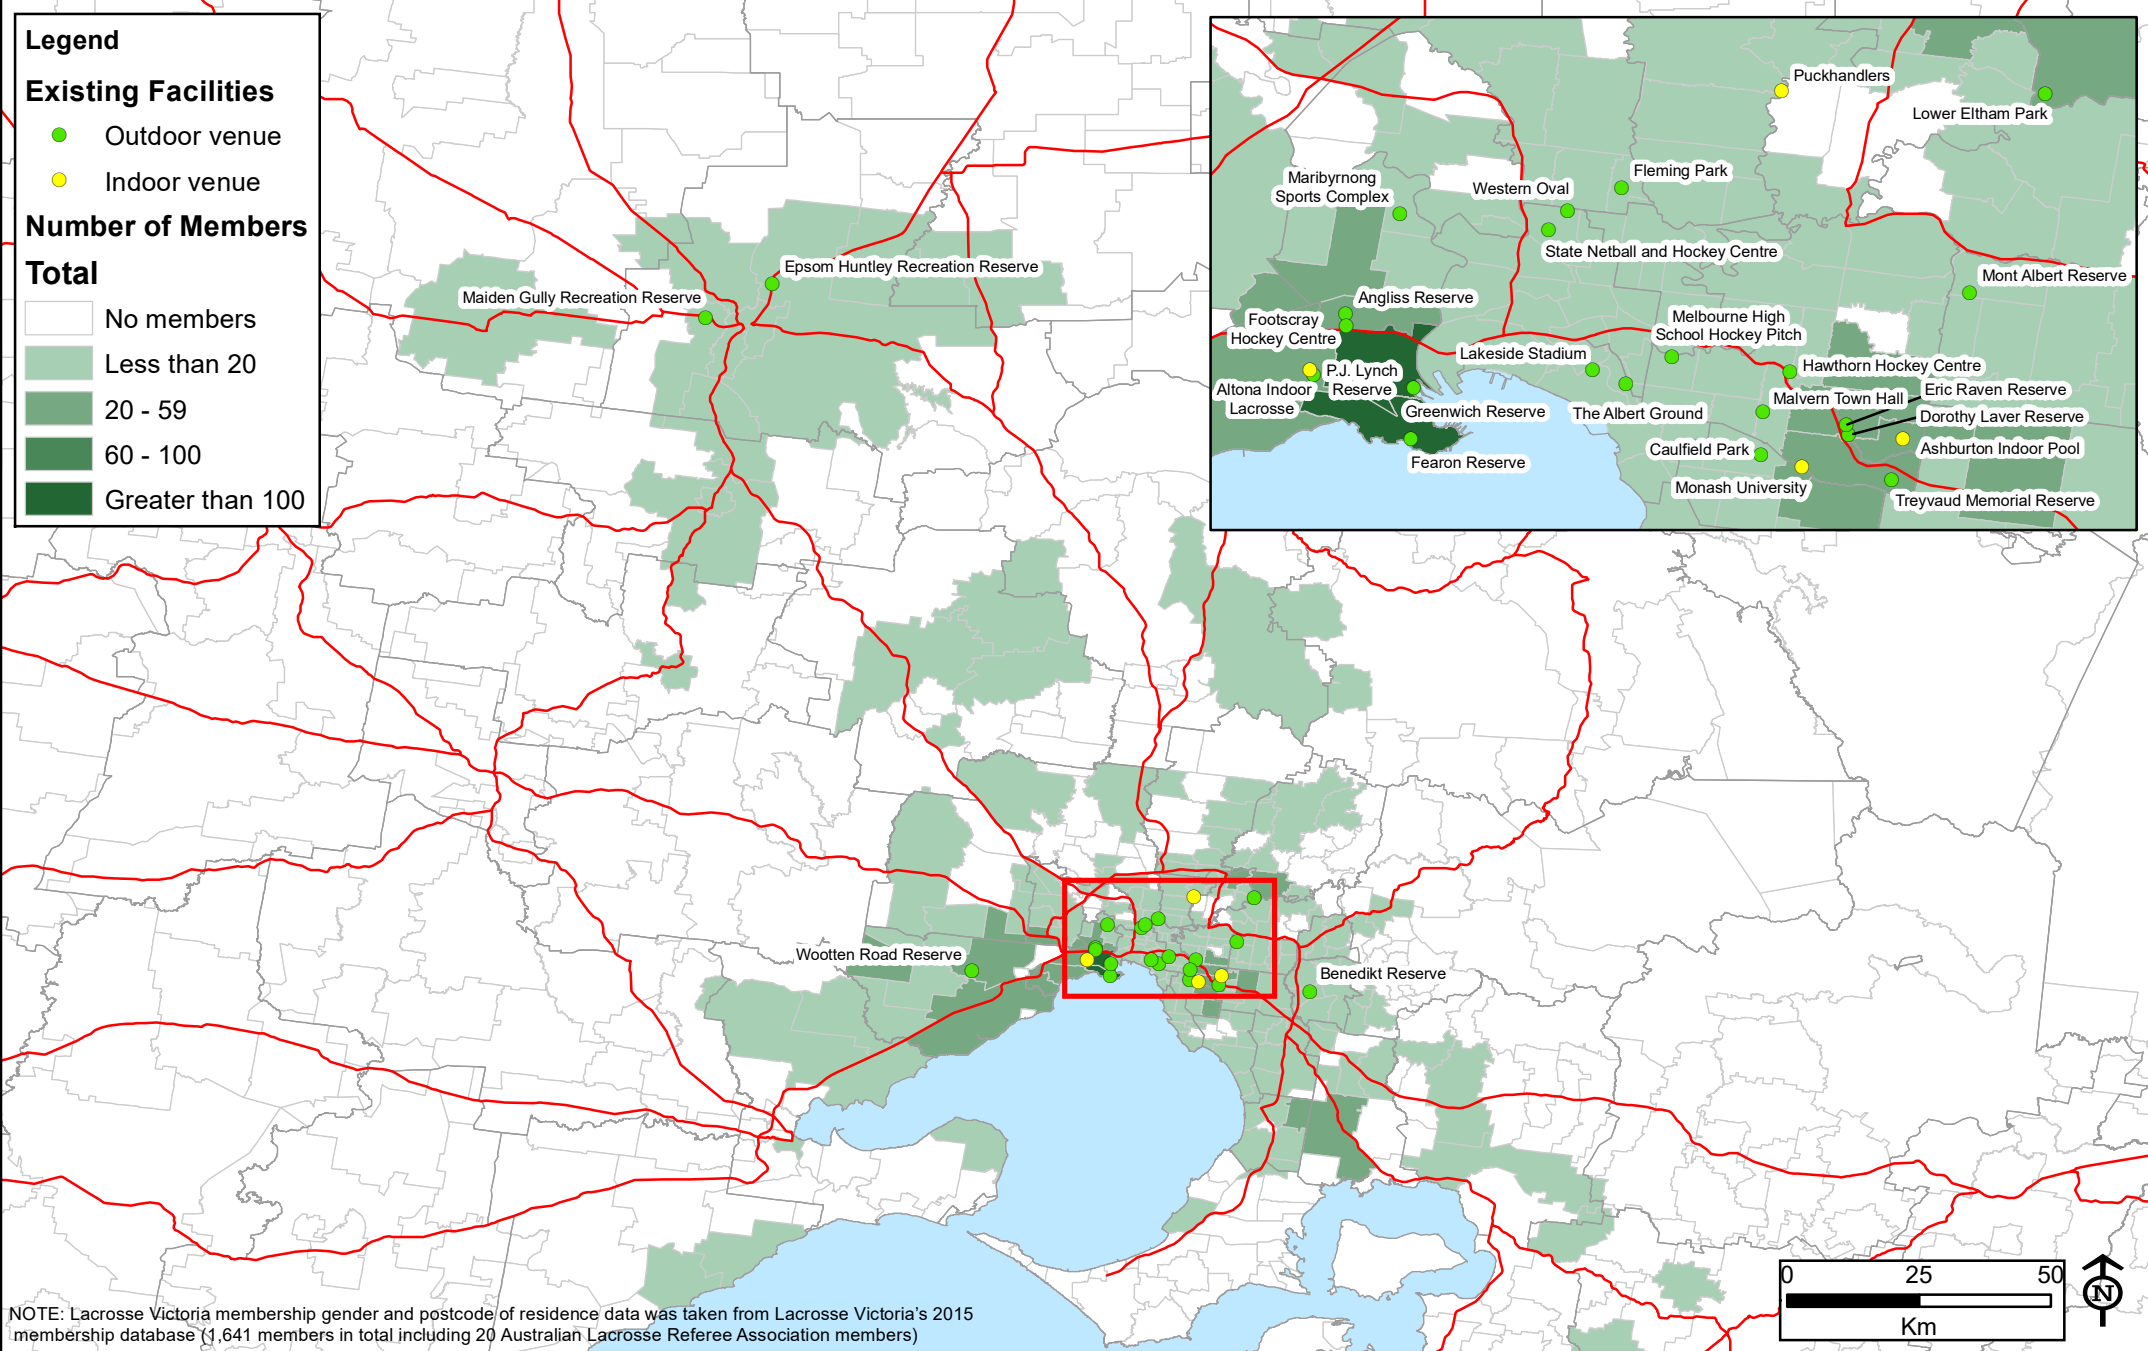 Legend
Existing Facilities
Outdoor venue
Indoor venue
Number of Members
Total
No members
Less than 20
20 - 59
60 - 100
Greater than 100
Puckhandlers
Lower Eltham Park
Fleming Park
Maribyrnong
Sports Complex
Western Oval
State Netball and Hockey Centre
Mont Albert Reserve
Angliss Reserve
Footscray
Hockey Centre
Melbourne High
School Hockey Pitch
Lakeside Stadium
Hawthorn Hockey Centre
P.J. Lynch
Reserve
Altona Indoor
Lacrosse
Eric Raven Reserve
Malvern Town Hall
Greenwich Reserve
The Albert Ground
Dorothy Laver Reserve
Caulfield Park
Ashburton Indoor Pool
Fearon Reserve
Monash University
Treyvaud Memorial Reserve
Epsom Huntley Recreation Reserve
Maiden Gully Recreation Reserve
Wootten Road Reserve
Benedikt Reserve
0 25 50
Km
N
NOTE: Lacrosse Victoria membership gender and postcode of residence data was taken from Lacrosse Victoria's 2015
membership database (1,641 members in total including 20 Australian Lacrosse Referee Association members)